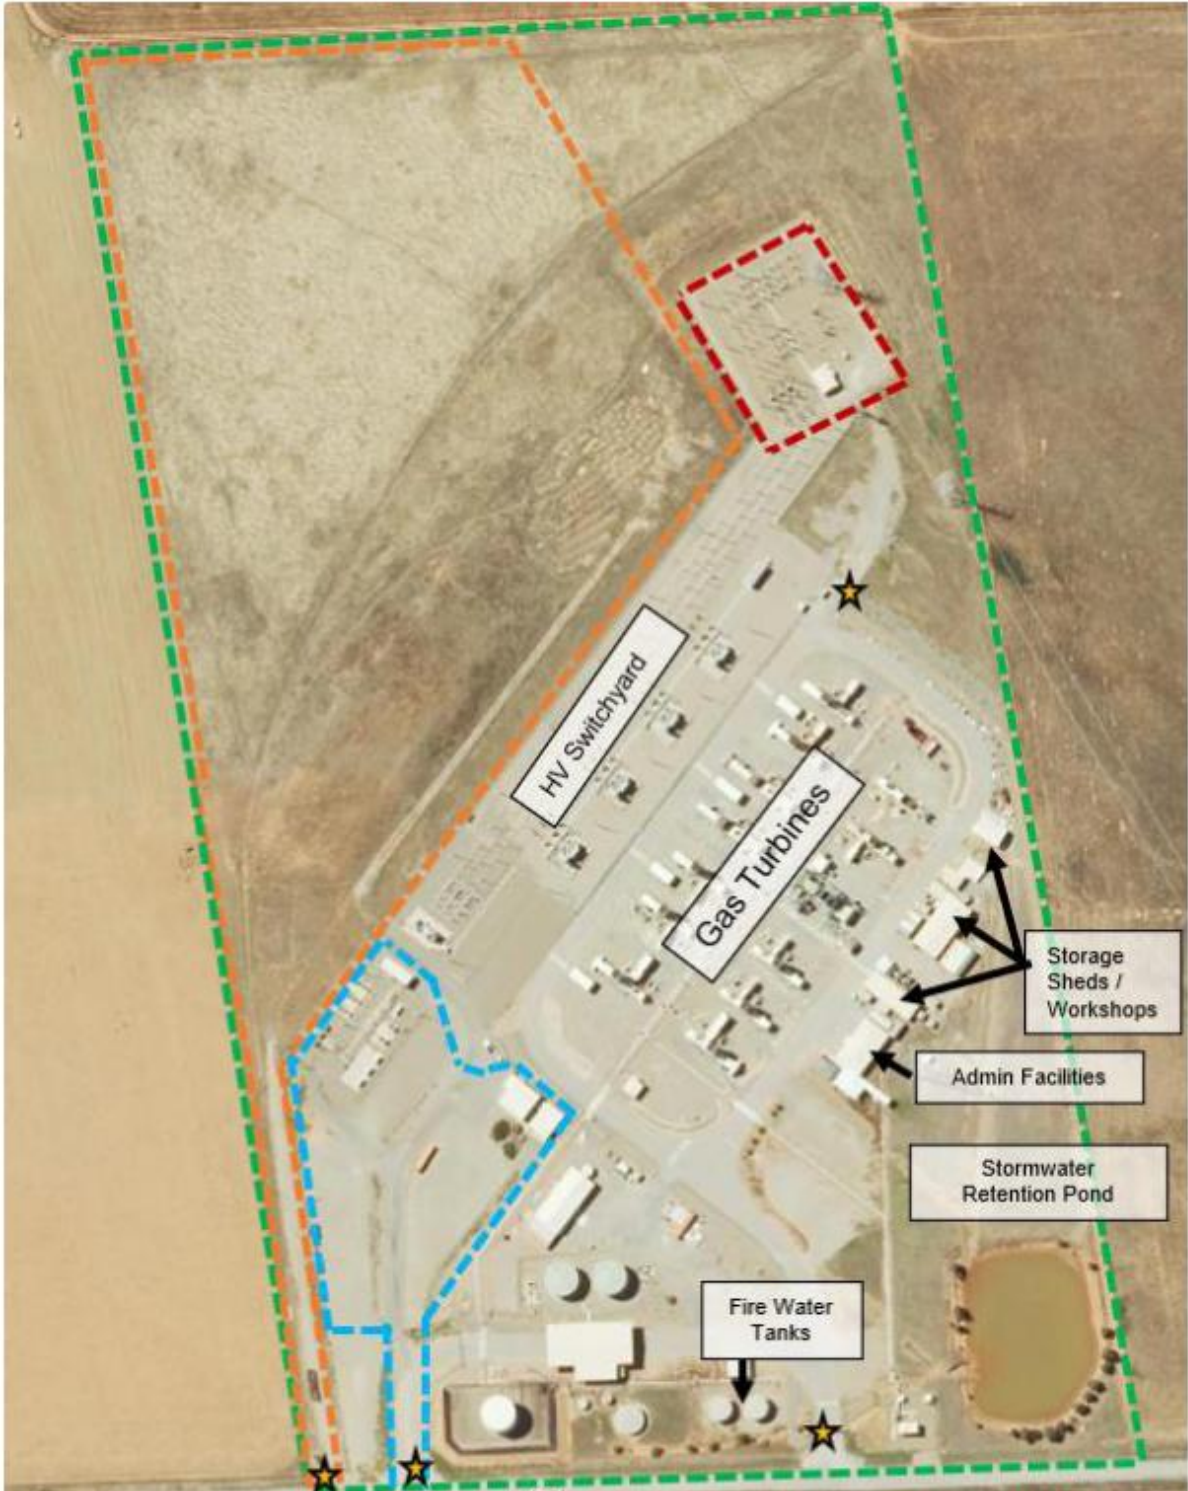 HV Switchyard
Gas Turbines
Storage
Sheds /
Workshops
Admin Facilities
Stormwater
Retention Pond
Fire Water
Tanks